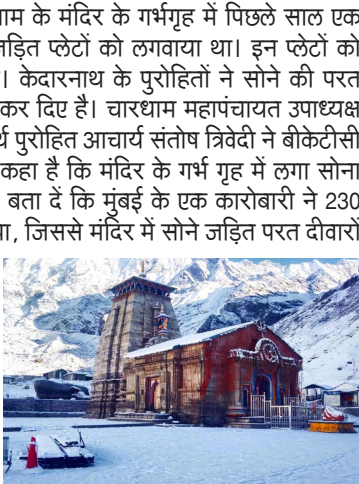 ाम के मंदिर के गर्भगृह में पिछले साल एक
जड़ित प्लेटों को लगवाया था। इन प्लेटों को
। केदारनाथ के पुरोहितों ने सोने की परत
कर दिए है। चारधाम महापंचायत उपाध्यक्ष
र्थ पुरोहित आचार्य संतोष त्रिवेदी ने बीकेटीसी
कहा है कि मंदिर के गर्भ गृह में लगा सोना
बता दें कि मुंबई के एक कारोबारी ने 230
ा, जिससे मंदिर में सोने जड़ित परत दीवारों